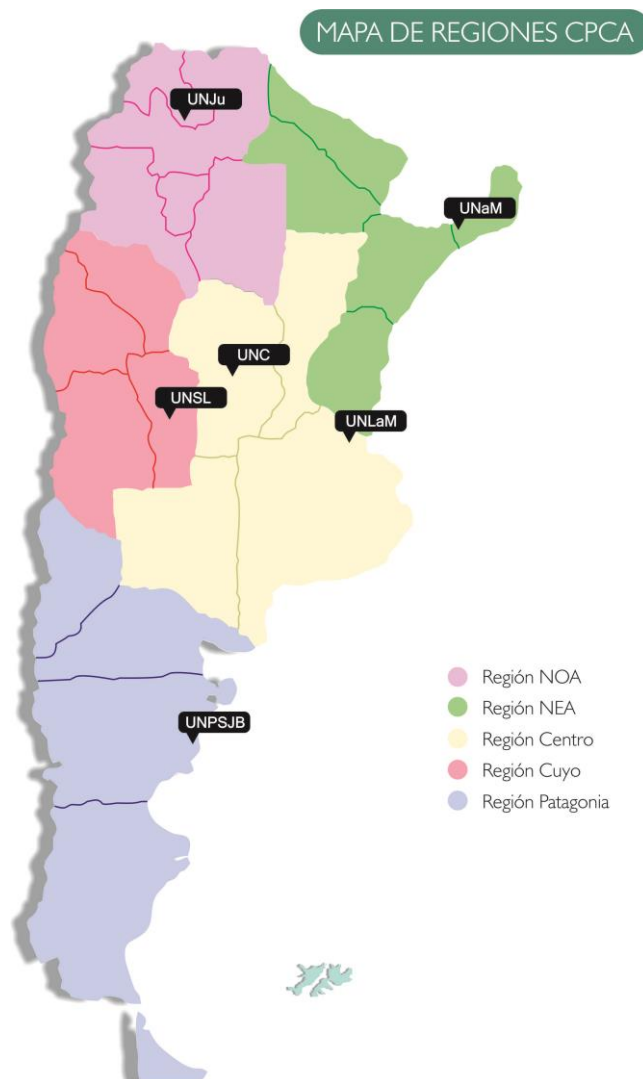 MAPA DE REGIONES CPCA
UNJu
UNaM
UNC
UNSL
UNLaM
UNPSJB
Región NOA
Región NEA
Región Centro
Región Cuyo
Región Patagonia